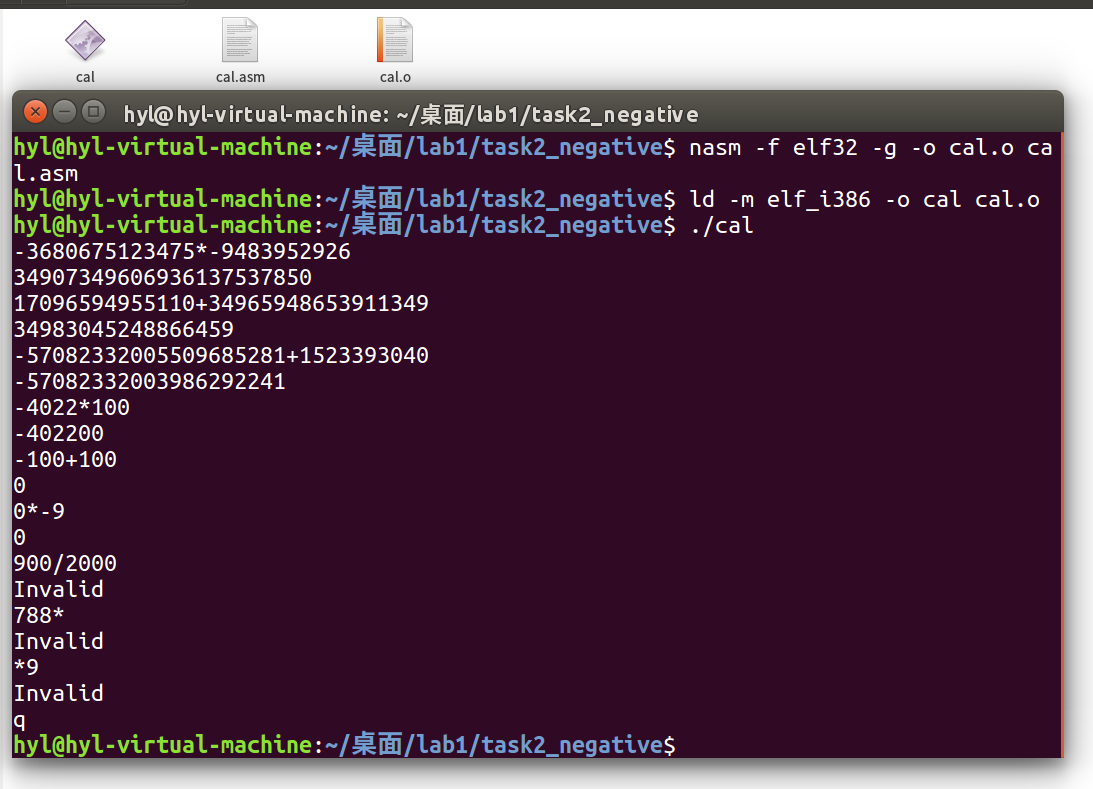 cal
cal.asm
cal.o
hyl@hyl-virtual-machine: ~/桌面/lab1/task2_negative
hyl@hyl-virtual-machine:~/桌面/lab1/task2_negative$ nasm -f elf32 -g -o cal.o ca
l.asm
hyl@hyl-virtual-machine:~/桌面/lab1/task2_negative$ ld -m elf_i386 -o cal cal.o
hyl@hyl-virtual-machine:~/桌面/lab1/task2_negative$ ./cal
-3680675123475*-9483952926
34907349606936137537850
17096594955110+34965948653911349
34983045248866459
-57082332005509685281+1523393040
-57082332003986292241
-4022*100
-402200
-100+100
0
0*-9
0
900/2000
Invalid
788*
Invalid
*9
Invalid
q
hyl@hyl-virtual-machine:~/桌面/lab1/task2_negative$